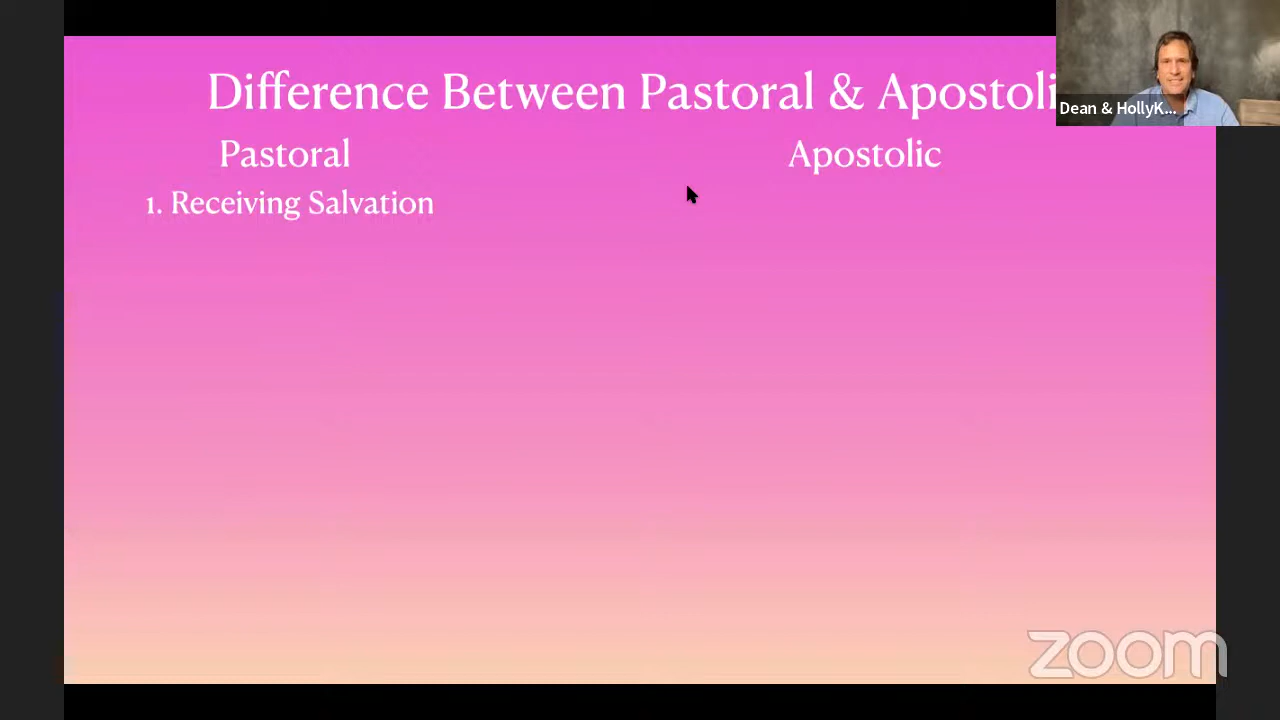 Difference Between Pastoral & Apostoli
Dean & HollyK...
Pastoral
Apostolic
1. Receiving Salvation
zoom